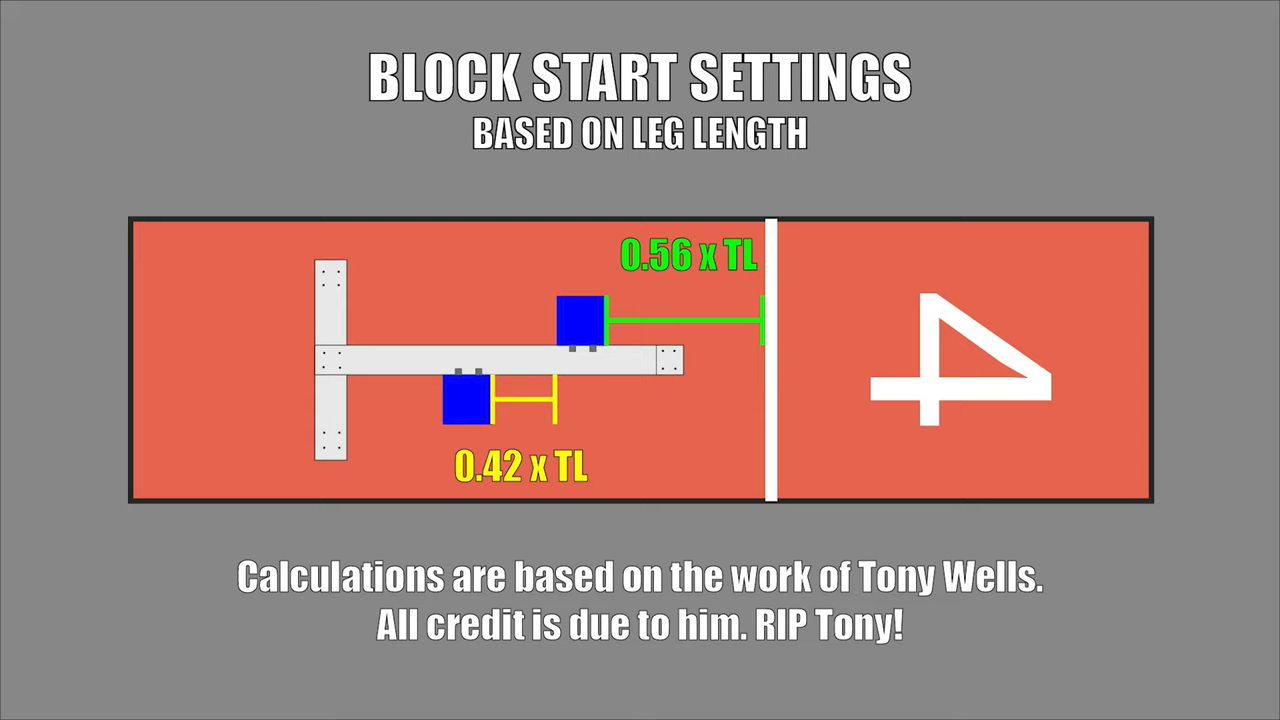 BLOCK START SETTINGS
BASED ON LEG LENGTH
0.56 x TL
4
0.42 x TL
Calculations are based on the work of Tony Wells.
All credit is due to him. RIP Tony!